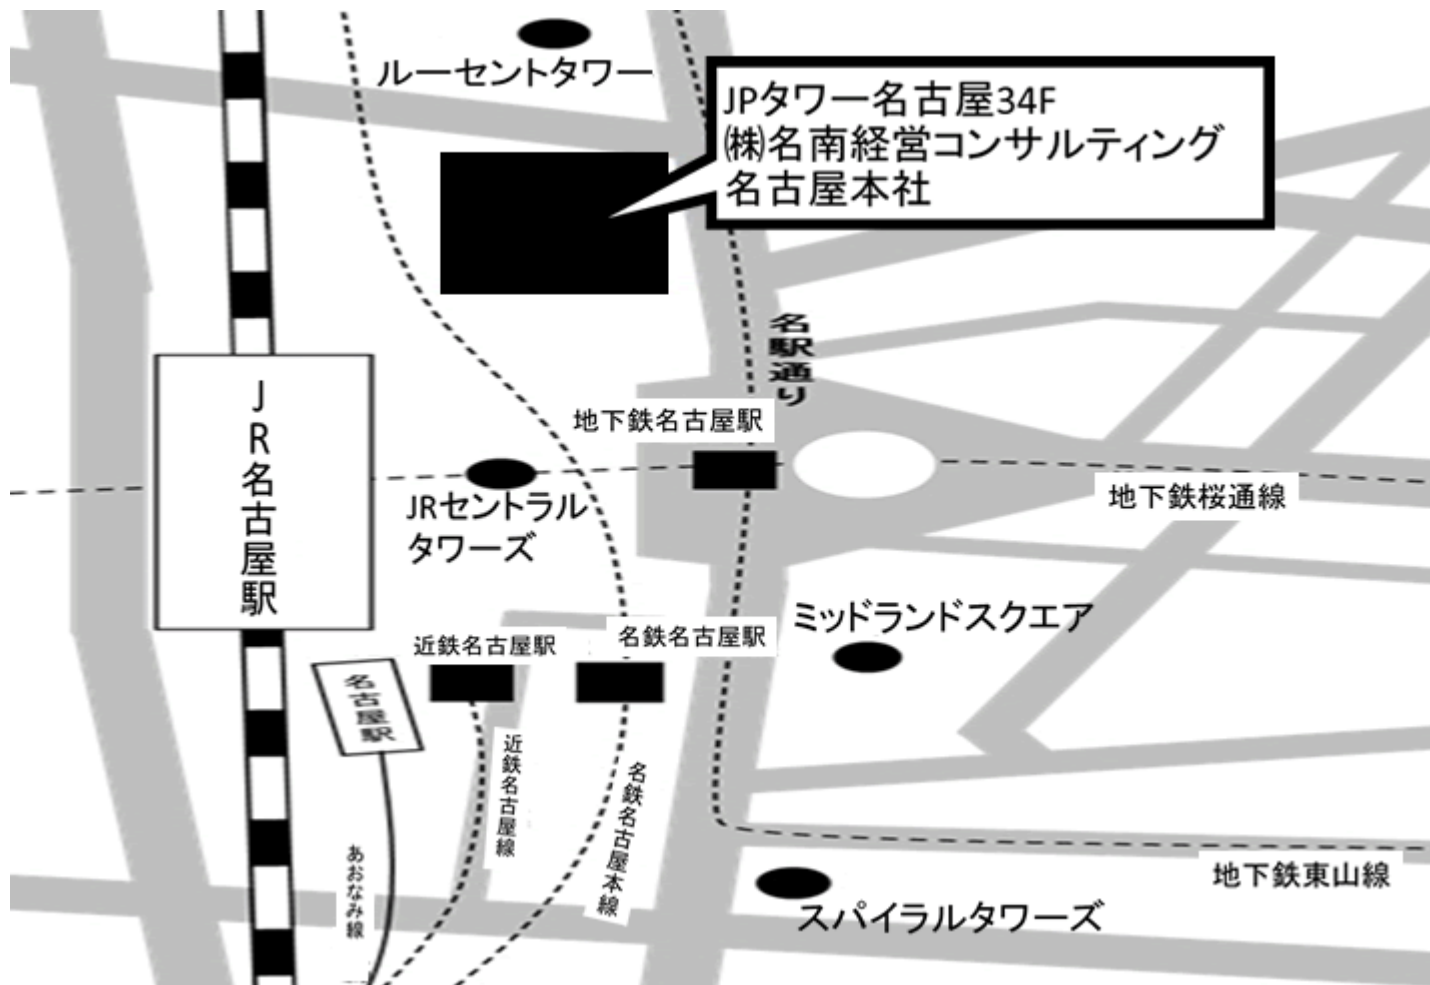 ルーセントタワー
JPタワー名古屋34F
㈱名南経営コンサルティング
名古屋本社
名駅通り
JR名古屋駅
地下鉄名古屋駅
JRセントラル
タワーズ
地下鉄桜通線
ミッドランドスクエア
近鉄名古屋駅
名鉄名古屋駅
名古屋駅
近鉄名古屋線
名鉄名古屋本線
あおなみ線
地下鉄東山線
スパイラルタワーズ